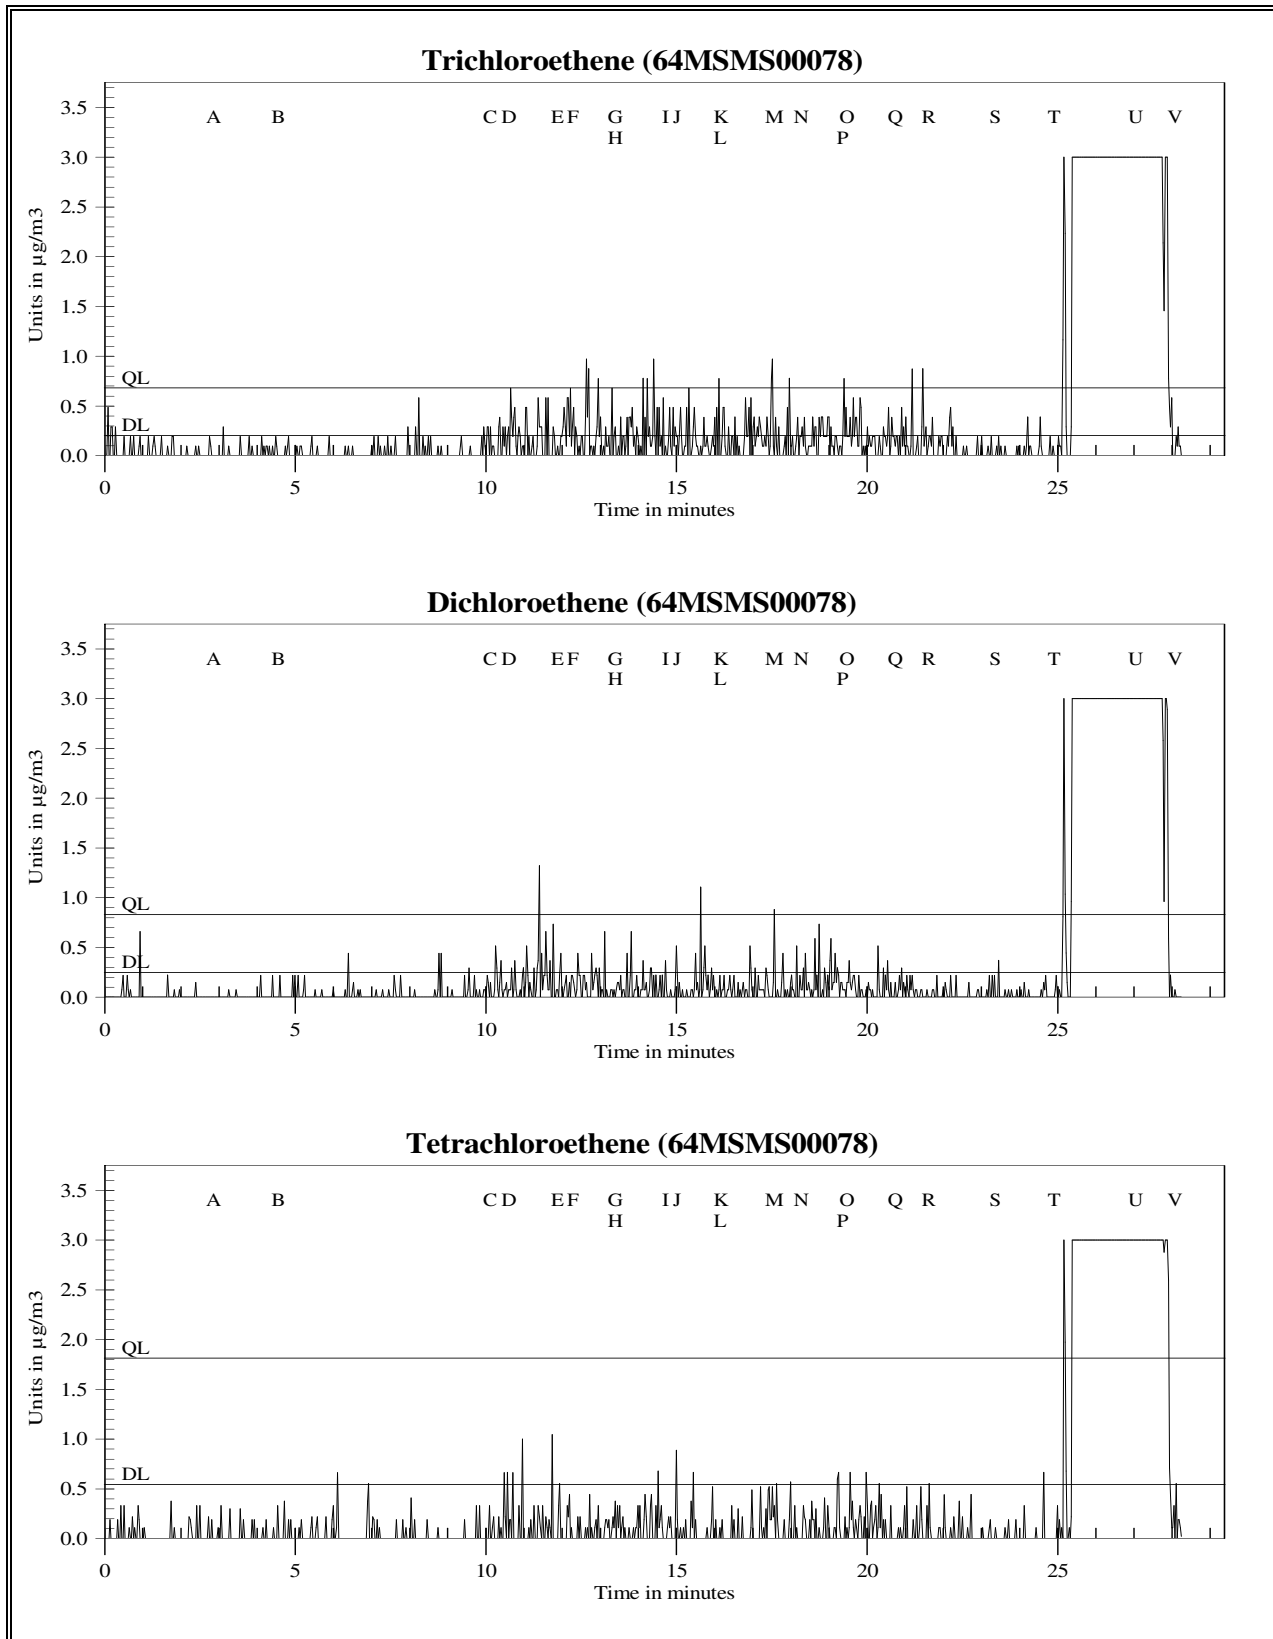 Trichloroethene (64MSMS00078)
3.5
A B C D E F G I J K M N O Q R S T U V
H L P
3.0
2.5
Units in µg/m3
2.0
1.5
1.0
QL
0.5
DL
0.0
0 5 10 15 20 25
Time in minutes
Dichloroethene (64MSMS00078)
3.5
A B C D E F G I J K M N O Q R S T U V
H L P
3.0
2.5
Units in µg/m3
2.0
1.5
1.0
QL
0.5
DL
0.0
0 5 10 15 20 25
Time in minutes
Tetrachloroethene (64MSMS00078)
3.5
A B C D E F G I J K M N O Q R S T U V
H L P
3.0
2.5
Units in µg/m3
2.0
QL
1.5
1.0
DL
0.5
0.0
0 5 10 15 20 25
Time in minutes